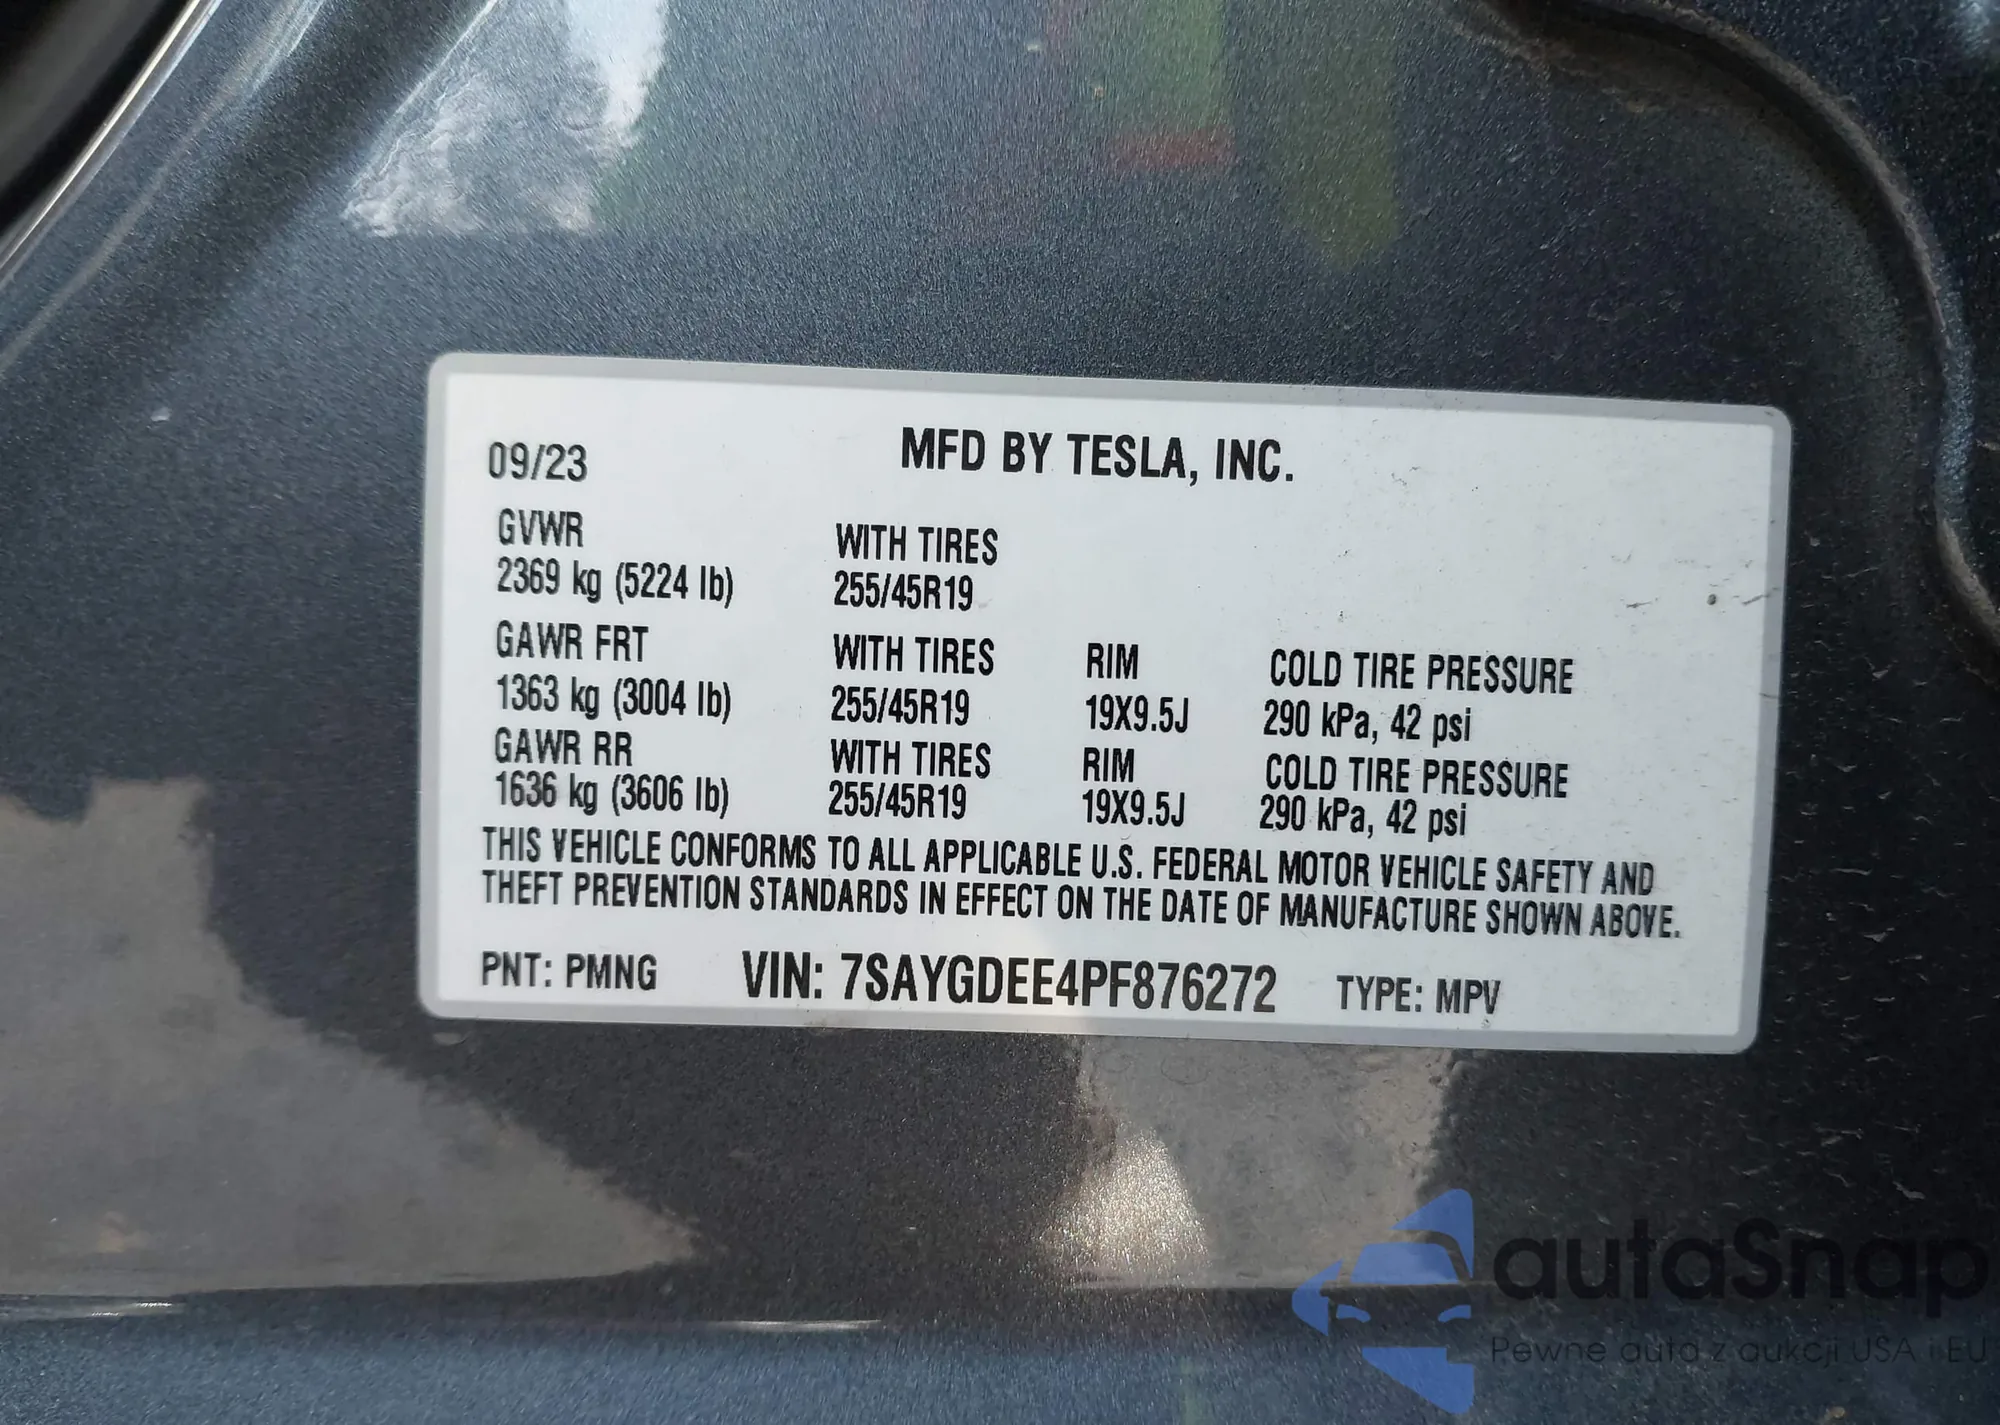 09/23 MFD BY TESLA, INC.
GVWR WITH TIRES
2369 kg (5224 lb) 255/45R19
GAWR FRT WITH TIRES RIM COLD TIRE PRESSURE
1363 kg (3004 lb) 255/45R19 19X9.5J 290 kPa, 42 psi
GAWR RR WITH TIRES RIM COLD TIRE PRESSURE
1636 kg (3606 lb) 255/45R19 19X9.5J 290 kPa, 42 psi
THIS VEHICLE CONFORMS TO ALL APPLICABLE U.S. FEDERAL MOTOR VEHICLE SAFETY AND
THEFT PREVENTION STANDARDS IN EFFECT ON THE DATE OF MANUFACTURE SHOWN ABOVE.
PNT: PMNG VIN: 7SAYGDEE4PF876272 TYPE: MPV
autaSnap
Pewne auta z aukcji USA i EU